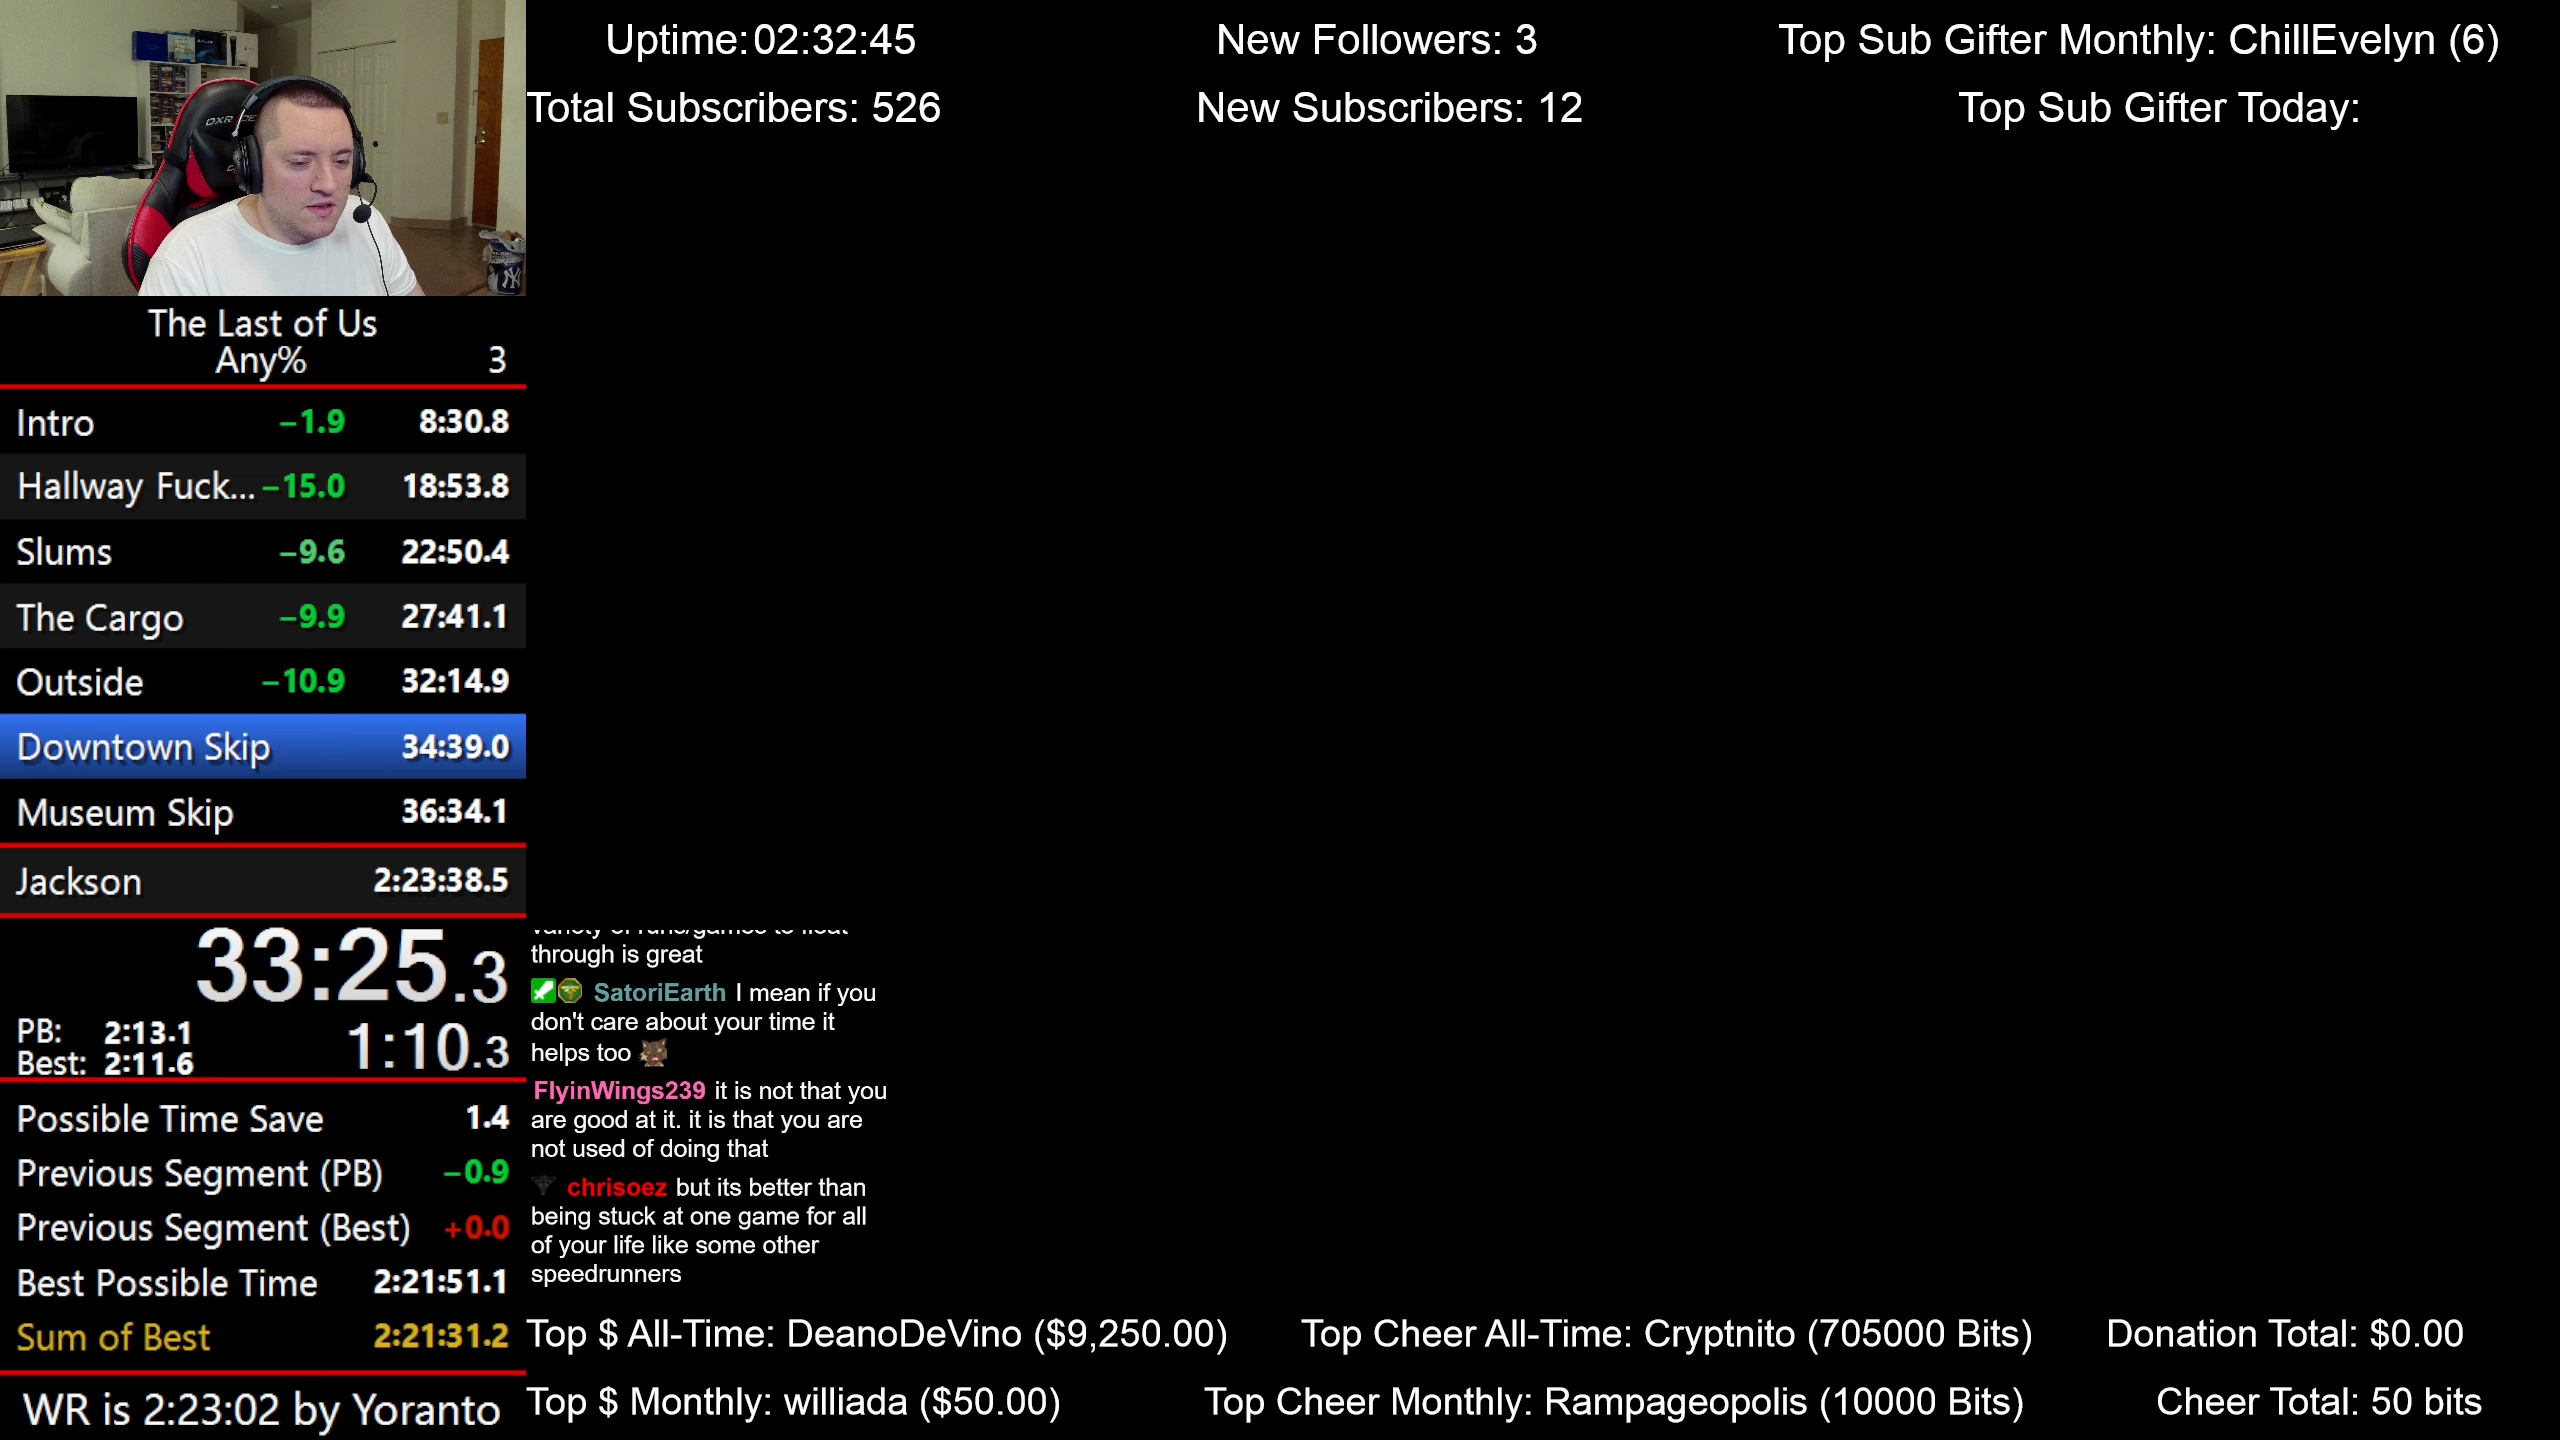 Uptime: 02:32:45
New Followers: 3
Top Sub Gifter Monthly: ChillEvelyn (6)
Total Subscribers: 526
New Subscribers: 12
Top Sub Gifter Today:
The Last of Us
Any% 3
Intro −1.9 8:30.8
Hallway Fuck... −15.0 18:53.8
Slums −9.6 22:50.4
The Cargo −9.9 27:41.1
Outside −10.9 32:14.9
Downtown Skip 34:39.0
Museum Skip 36:34.1
Jackson 2:23:38.5
33:25.3
PB: 2:13.1
Best: 2:11.6
1:10.3
Possible Time Save 1.4
Previous Segment (PB) −0.9
Previous Segment (Best) +0.0
Best Possible Time 2:21:51.1
Sum of Best 2:21:31.2
WR is 2:23:02 by Yoranto
variety of runs/games to float
through is great
SatoriEarth I mean if you
don't care about your time it
helps too
FlyinWings239 it is not that you
are good at it. it is that you are
not used of doing that
chrisoez but its better than
being stuck at one game for all
of your life like some other
speedrunners
Top $ All-Time: DeanoDeVino ($9,250.00)
Top Cheer All-Time: Cryptnito (705000 Bits)
Donation Total: $0.00
Top $ Monthly: williada ($50.00)
Top Cheer Monthly: Rampageopolis (10000 Bits)
Cheer Total: 50 bits